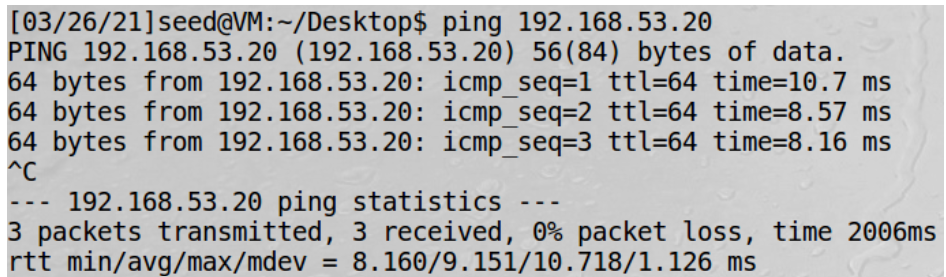 [03/26/21]seed@VM:~/Desktop$ ping 192.168.53.20
PING 192.168.53.20 (192.168.53.20) 56(84) bytes of data.
64 bytes from 192.168.53.20: icmp_seq=1 ttl=64 time=10.7 ms
64 bytes from 192.168.53.20: icmp_seq=2 ttl=64 time=8.57 ms
64 bytes from 192.168.53.20: icmp_seq=3 ttl=64 time=8.16 ms
^C
--- 192.168.53.20 ping statistics ---
3 packets transmitted, 3 received, 0% packet loss, time 2006ms
rtt min/avg/max/mdev = 8.160/9.151/10.718/1.126 ms